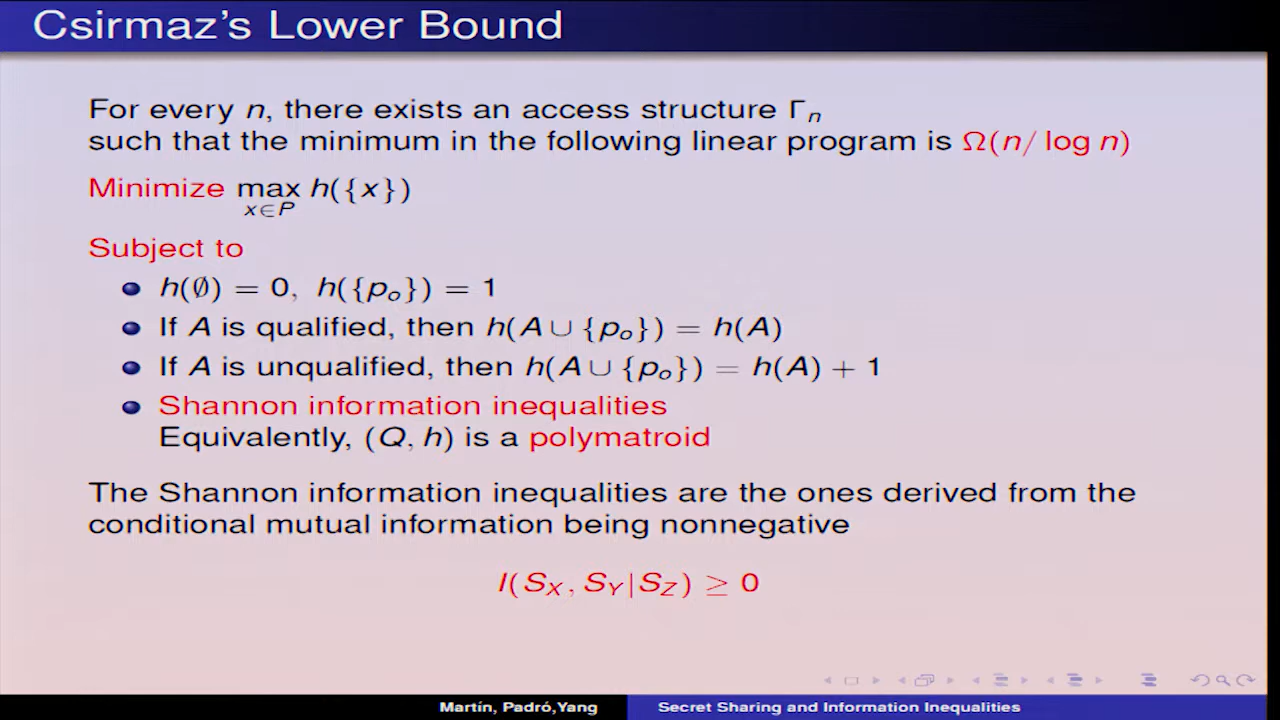 Csirmaz's Lower Bound
For every n, there exists an access structure Γn
such that the minimum in the following linear program is Ω(n/ log n)
Minimize max h({x})
x∈P
Subject to
h(∅) = 0, h({po}) = 1
If A is qualified, then h(A ∪ {po}) = h(A)
If A is unqualified, then h(A ∪ {po}) = h(A) + 1
Shannon information inequalities
Equivalently, (Q, h) is a polymatroid
The Shannon information inequalities are the ones derived from the
conditional mutual information being nonnegative
I(SX, SY|SZ) ≥ 0
Martín, Padró,Yang Secret Sharing and Information Inequalities